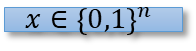 x ∈ {0,1}ⁿ